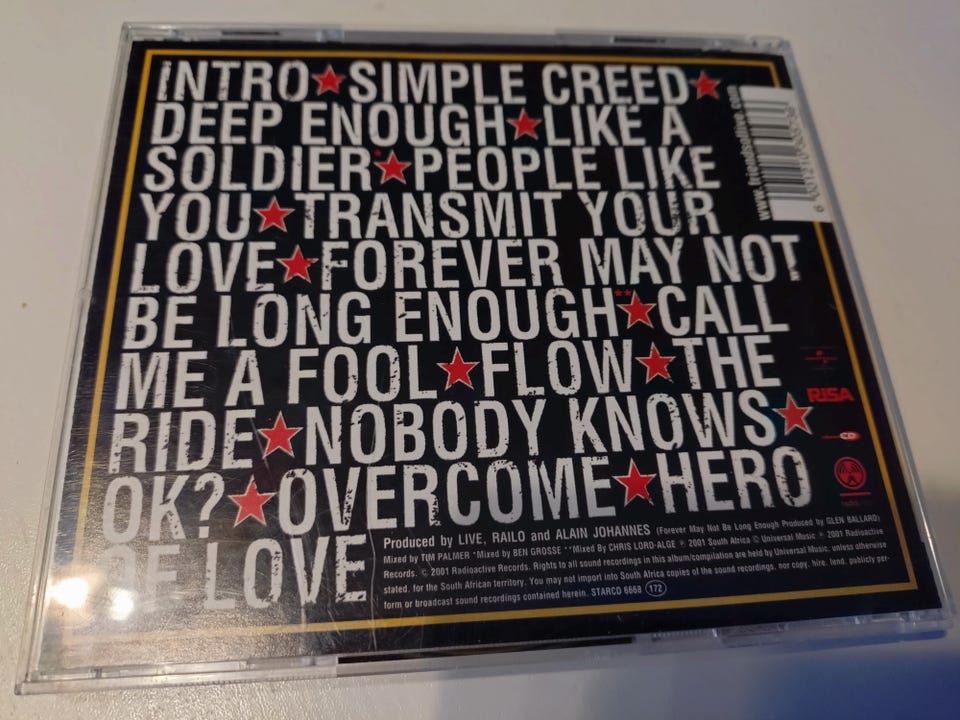 INTRO★SIMPLE CREED★
DEEP ENOUGH★LIKE A
SOLDIER*★PEOPLE LIKE
YOU★TRANSMIT YOUR
LOVE★FOREVER MAY NOT
BE LONG ENOUGH**★CALL
ME A FOOL★FLOW★THE
RIDE★NOBODY KNOWS★
OK?★OVERCOME★HERO
OF LOVE
Produced by LIVE, RAILO and ALAIN JOHANNES (Forever May Not Be Long Enough Produced by GLEN BALLARD)
Mixed by TIM PALMER *Mixed by BEN GROSSE **Mixed By CHRIS LORD-ALGE ℗ 2001 South Africa © Universal Music ℗ 2001 Radioactive
Records. © 2001 Radioactive Records. Rights to all sound recordings in this album/compilation are held by Universal Music, unless otherwise
stated, for the South African territory. You may not import into South Africa copies of the sound recordings, nor copy, hire, lend, publicly per-
form or broadcast sound recordings contained herein. STARCD 6668 172
www.friendsoflive.com
RISA
CD